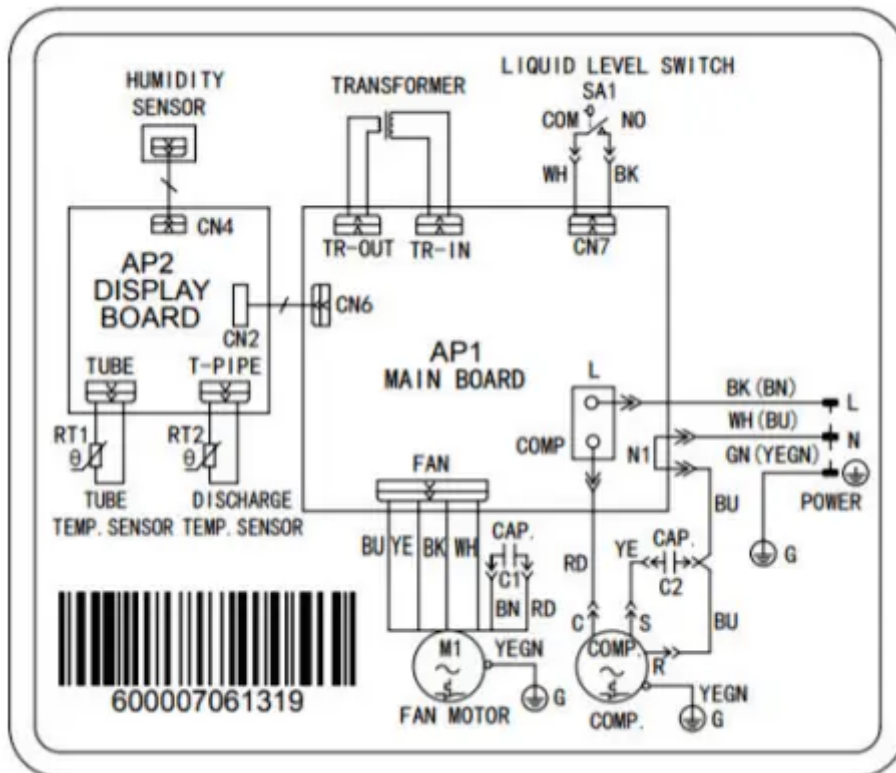 HUMIDITY
SENSOR
TRANSFORMER
LIQUID LEVEL SWITCH
SA1
COM
NO
WH
BK
CN4
TR-OUT
TR-IN
CN7
AP2
DISPLAY
BOARD
CN2
CN6
AP1
MAIN BOARD
TUBE
T-PIPE
L
BK(BN)
L
WH(BU)
N
COMP
N1
GN(YEGN)
POWER
RT1
θ
RT2
θ
TUBE
TEMP. SENSOR
DISCHARGE
TEMP. SENSOR
FAN
BU
YE
BK
WH
CAP.
C1
BN
RD
RD
YE
CAP.
C2
BU
G
C
S
BU
M1
YEGN
G
FAN MOTOR
COMP.
R
YEGN
G
COMP.
600007061319